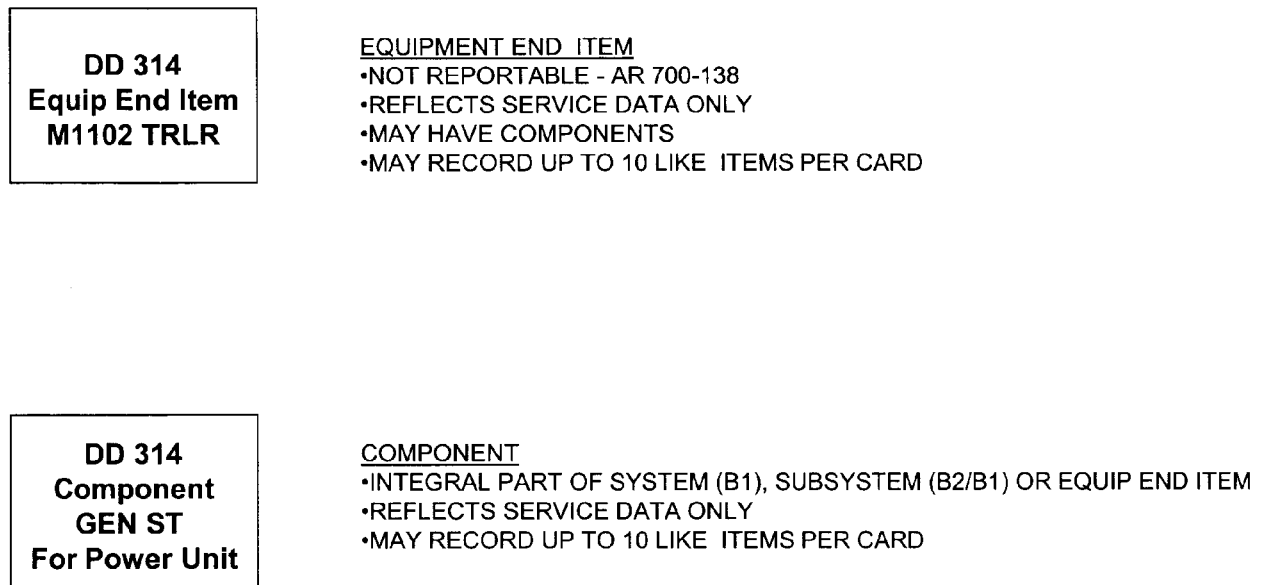 DD 314
Equip End Item
M1102 TRLR
EQUIPMENT END ITEM
•NOT REPORTABLE - AR 700-138
•REFLECTS SERVICE DATA ONLY
•MAY HAVE COMPONENTS
•MAY RECORD UP TO 10 LIKE ITEMS PER CARD
DD 314
Component
GEN ST
For Power Unit
COMPONENT
•INTEGRAL PART OF SYSTEM (B1), SUBSYSTEM (B2/B1) OR EQUIP END ITEM
•REFLECTS SERVICE DATA ONLY
•MAY RECORD UP TO 10 LIKE ITEMS PER CARD